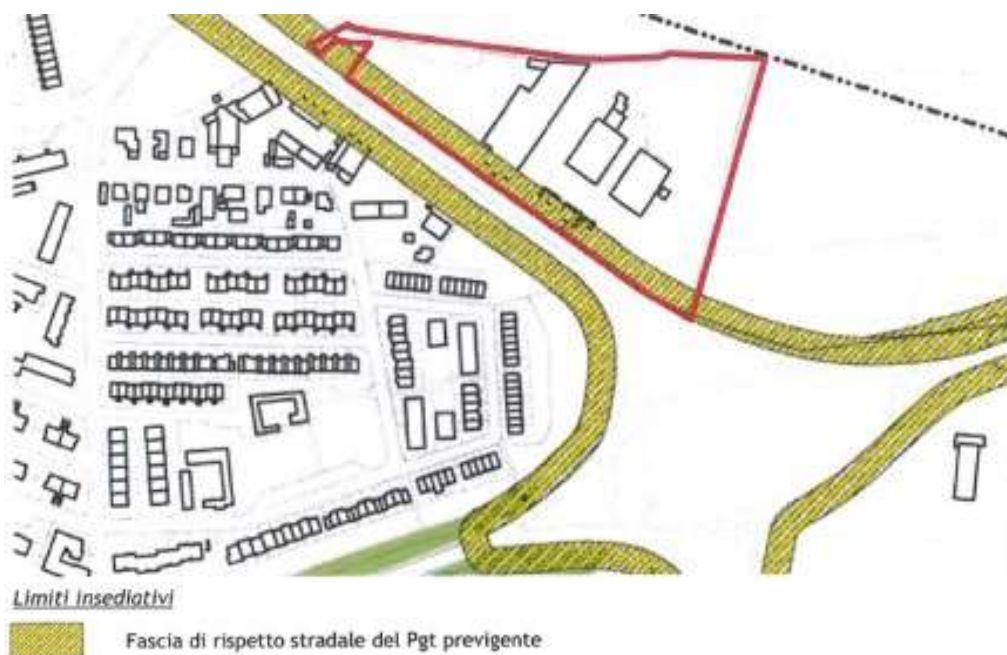 Limiti insediativi
Fascia di rispetto stradale del Pgt previgente